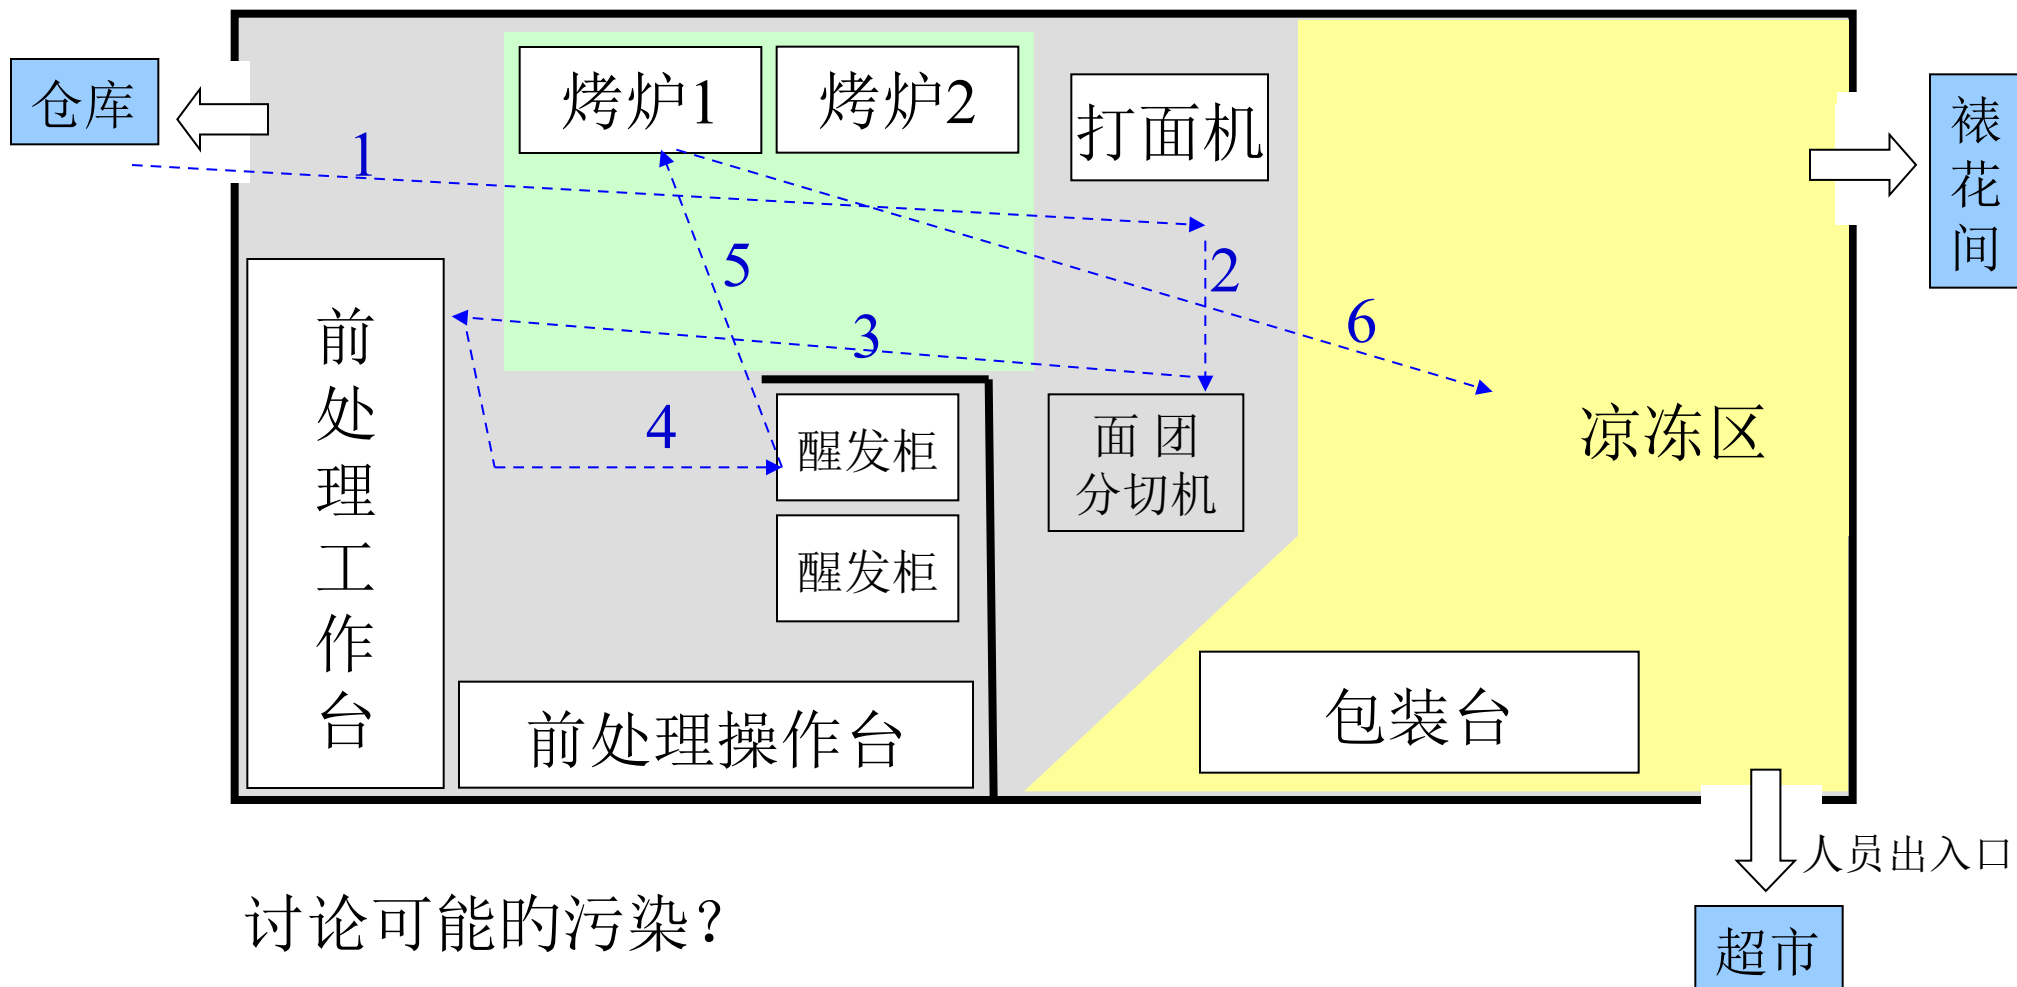 仓库
烤炉1
烤炉2
打面机
裱花间
1
5
2
3
6
4
前处理工作台
醒发柜
醒发柜
面 团
分切机
凉冻区
前处理操作台
包装台
人员出入口
讨论可能的污染?
超市